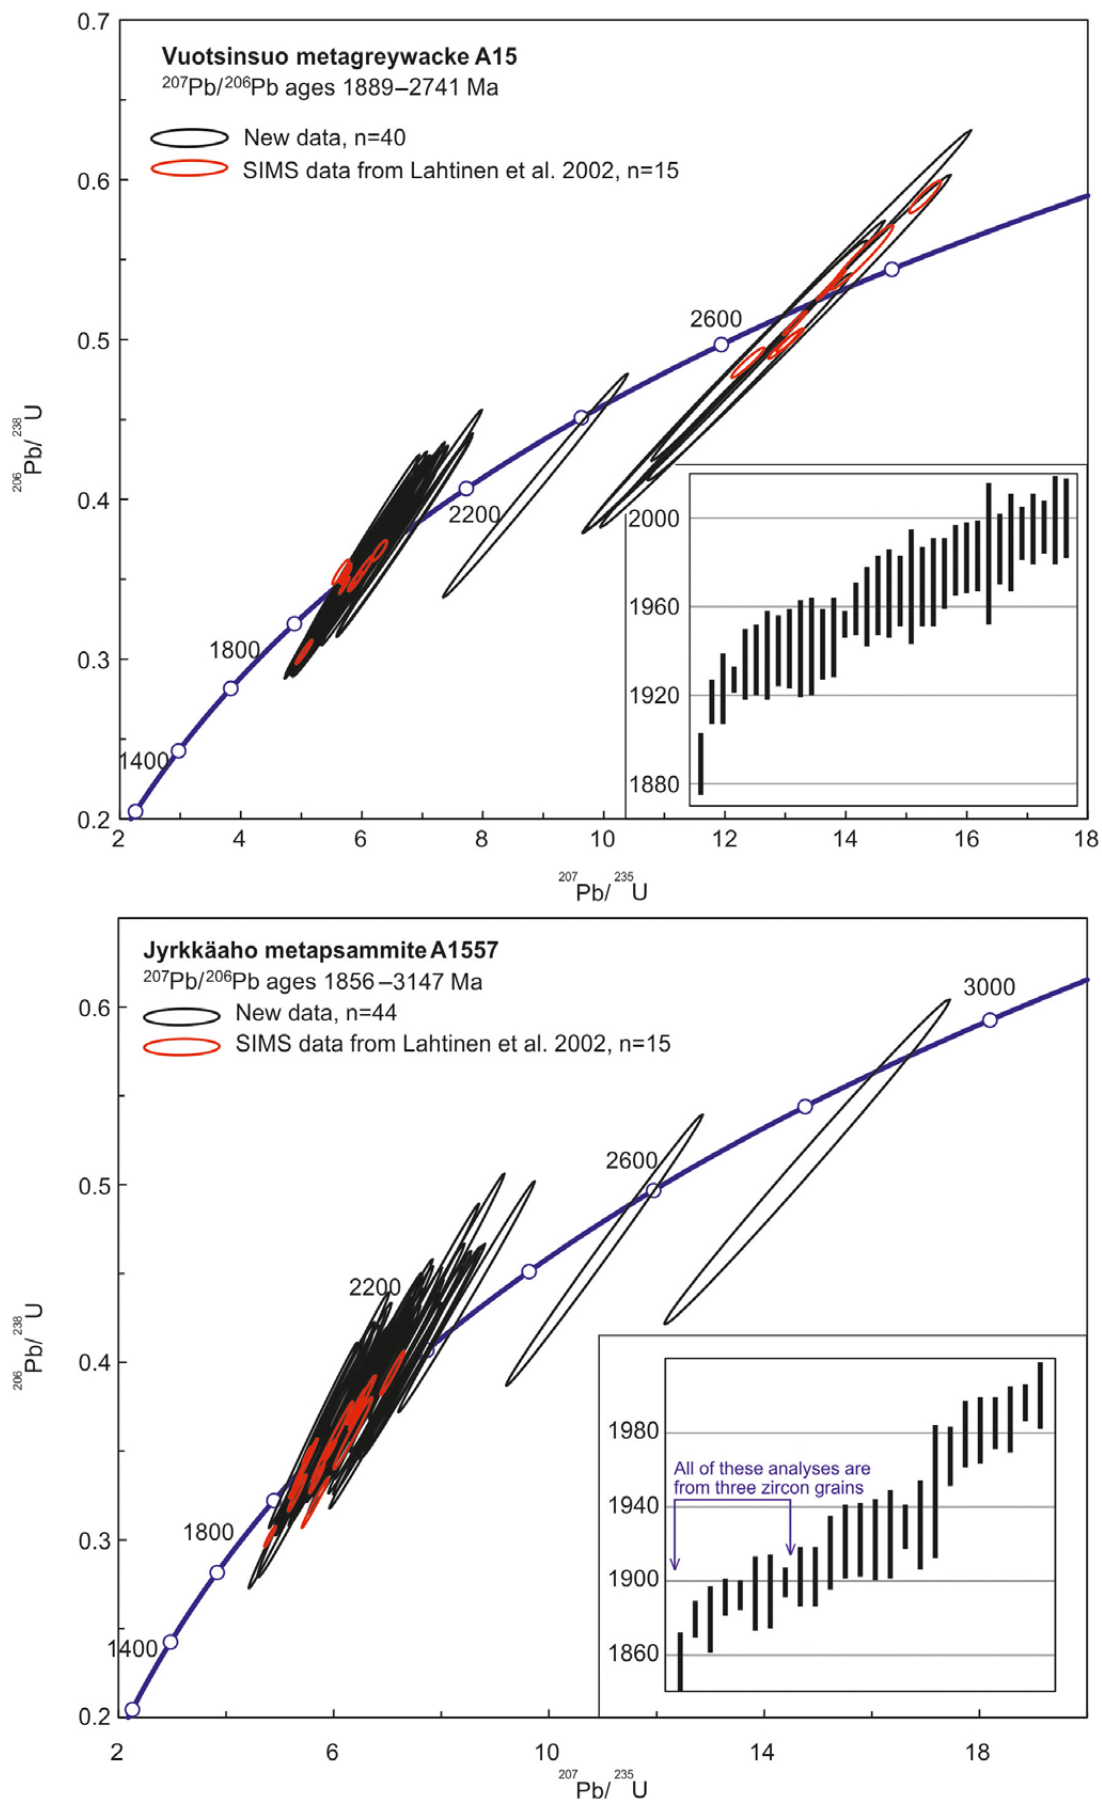 0.7
Vuotsinsuo metagreywacke A15
207Pb/206Pb ages 1889–2741 Ma
New data, n=40
SIMS data from Lahtinen et al. 2002, n=15
0.6
0.5
2600
206Pb/ 238U
0.4
2200
2000
1960
0.3
1800
1920
1400
1880
0.2
2 4 6 8 10 12 14 16 18
207Pb/ 235U
Jyrkkäaho metapsammite A1557
207Pb/206Pb ages 1856–3147 Ma
New data, n=44
SIMS data from Lahtinen et al. 2002, n=15
3000
0.6
2600
0.5
2200
206Pb/ 238U
0.4
1980
All of these analyses are
from three zircon grains
1940
0.3
1800
1900
1400
1860
0.2
2 6 10 14 18
207Pb/ 235U